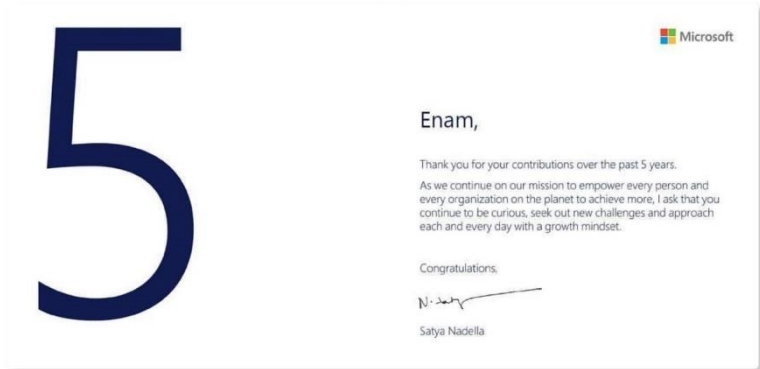 5
Microsoft
Enam,
Thank you for your contributions over the past 5 years.
As we continue on our mission to empower every person and
every organization on the planet to achieve more, I ask that you
continue to be curious, seek out new challenges and approach
each and every day with a growth mindset.
Congratulations,
N. Saty
Satya Nadella